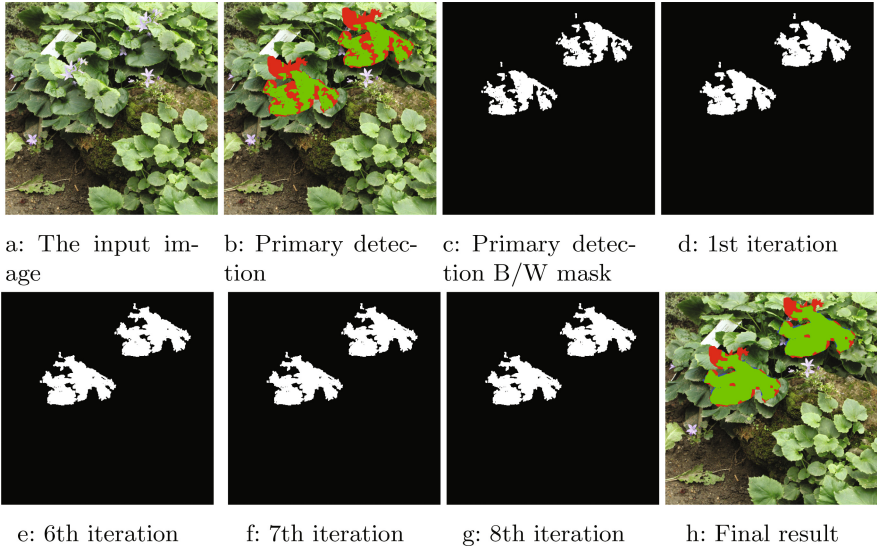 a: The input im-
age
b: Primary detec-
tion
c: Primary detec-
tion B/W mask
d: 1st iteration
e: 6th iteration
f: 7th iteration
g: 8th iteration
h: Final result